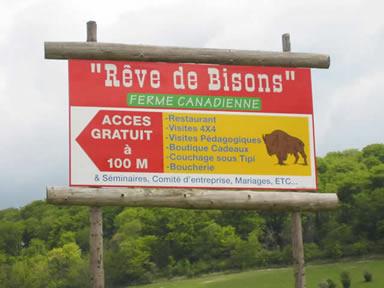 "Rêve de Bisons"
FERME CANADIENNE
ACCES
GRATUIT
à
100 M
-Restaurant
-Visites 4X4
-Visites Pédagogiques
-Boutique Cadeaux
-Couchage sous Tipi
-Boucherie
& Séminaires, Comité d'entreprise, Mariages, ETC...